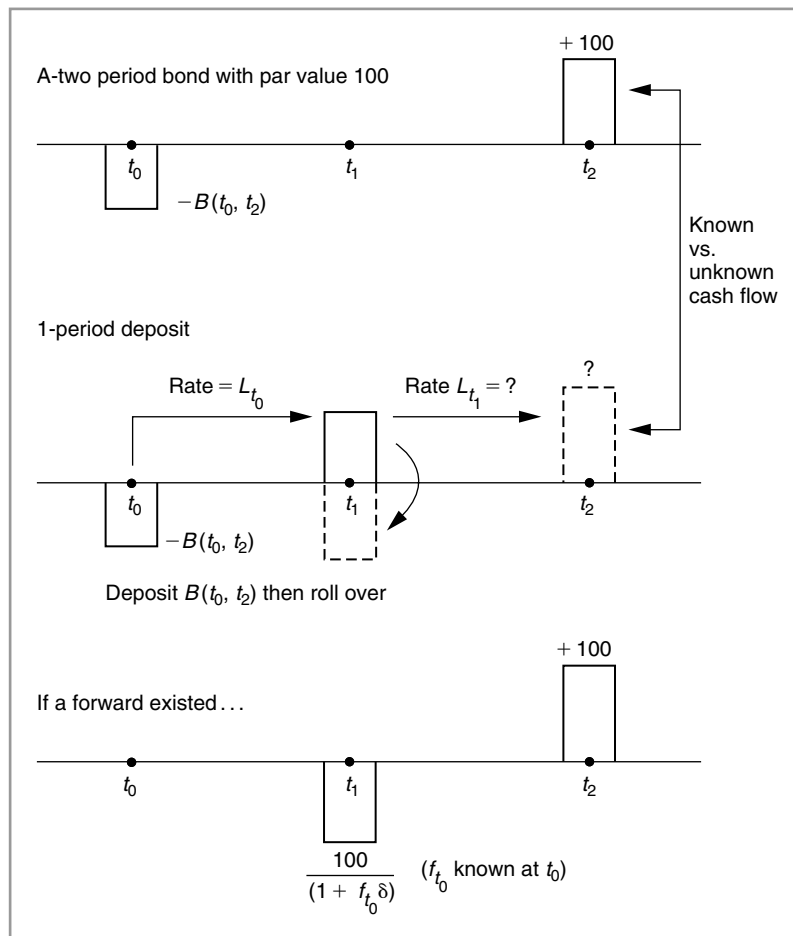 + 100
A-two period bond with par value 100
t0 t1 t2
−B(t0, t2)
Known
vs.
unknown
cash flow
1-period deposit
?
Rate = Lt0 Rate Lt1 = ?
t0 t1 t2
−B(t0, t2)
Deposit B(t0, t2) then roll over
+ 100
If a forward existed...
t0 t1 t2
100
(1 + ft0 δ) (ft0 known at t0)